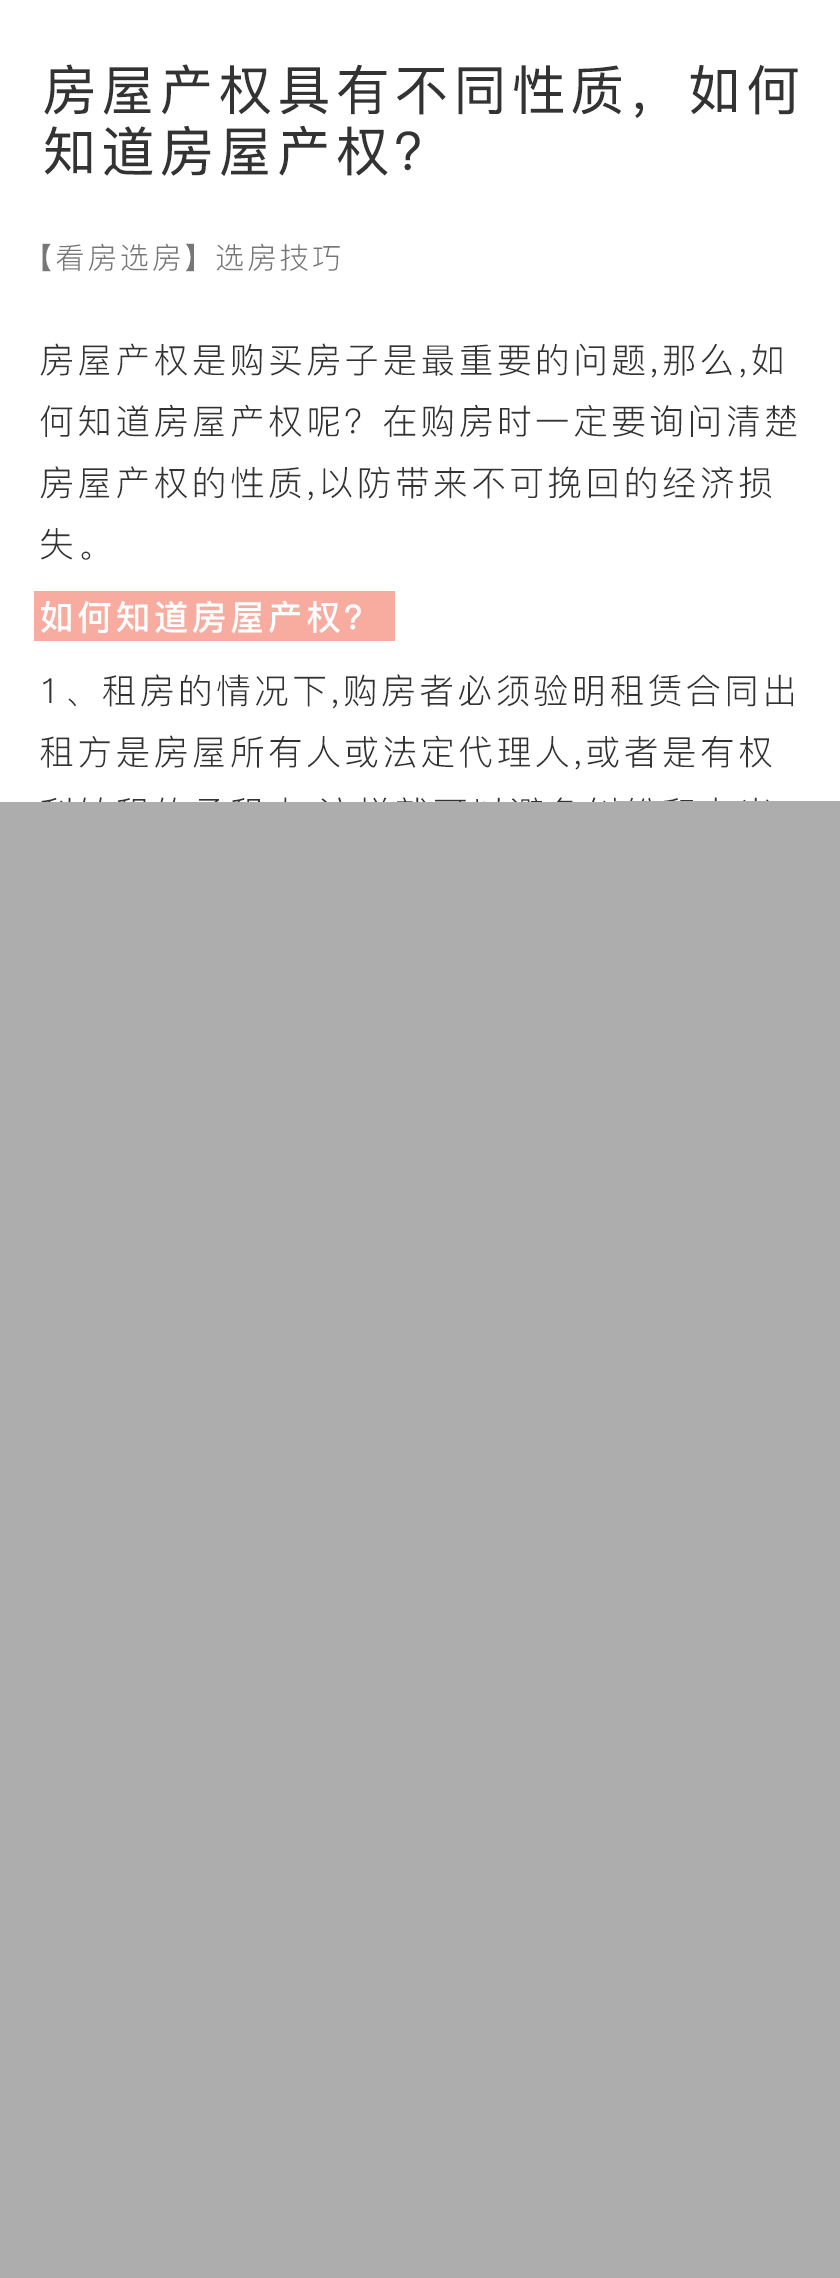 房屋产权具有不同性质，如何
知道房屋产权？
【看房选房】选房技巧
房屋产权是购买房子是最重要的问题,那么,如
何知道房屋产权呢？在购房时一定要询问清楚
房屋产权的性质,以防带来不可挽回的经济损
失。
如何知道房屋产权？
1、租房的情况下,购房者必须验明租赁合同出
租方是房屋所有人或法定代理人,或者是有权